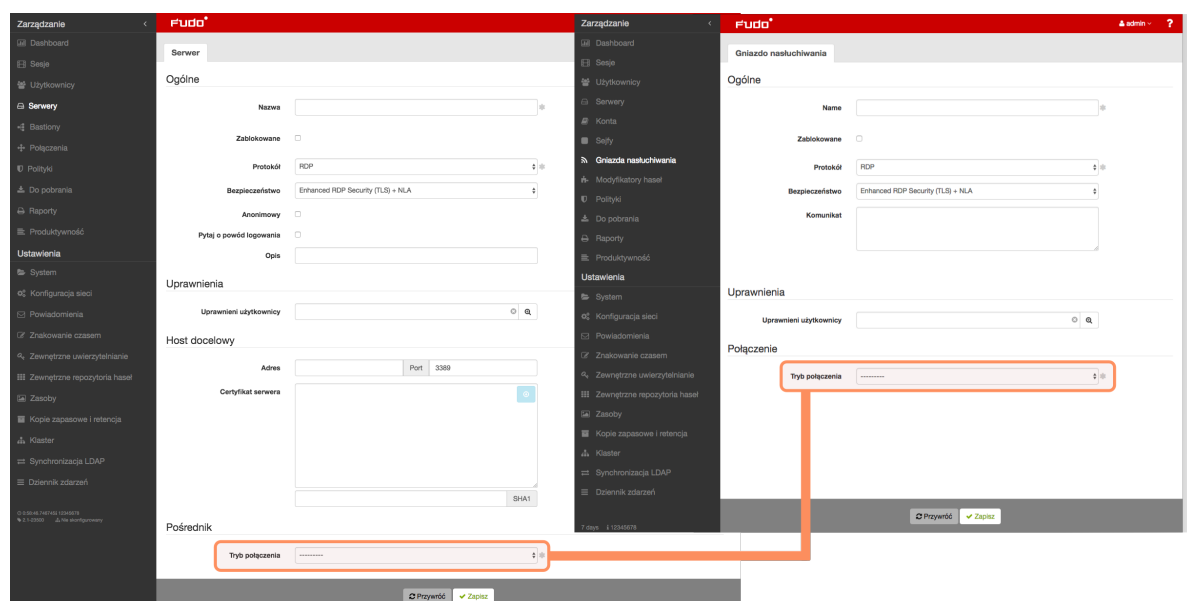 Zarządzanie
Dashboard
Sesje
Użytkownicy
Serwery
Bastiony
Połączenia
Polityki
Do pobrania
Raporty
Produktywność
Ustawienia
System
Konfiguracja sieci
Powiadomienia
Znakowanie czasem
Zewnętrzne uwierzytelnianie
Zewnętrzne repozytoria haseł
Zasoby
Kopie zapasowe i retencja
Klaster
Synchronizacja LDAP
Dziennik zdarzeń
Nie skonfigurowany
FUDO
Serwer
Ogólne
Nazwa
Zablokowane
Protokół RDP
Bezpieczeństwo Enhanced RDP Security (TLS) + NLA
Anonimowy
Pytaj o powód logowania
Opis
Uprawnienia
Uprawnieni użytkownicy
Host docelowy
Adres Port 3389
Certyfikat serwera
SHA1
Pośrednik
Tryb połączenia ---------
Przywróć Zapisz
Zarządzanie
Dashboard
Sesje
Użytkownicy
Serwery
Konta
Sejfy
Gniazda nasłuchiwania
Modyfikatory haseł
Polityki
Do pobrania
Raporty
Produktywność
Ustawienia
System
Konfiguracja sieci
Powiadomienia
Znakowanie czasem
Zewnętrzne uwierzytelnianie
Zewnętrzne repozytoria haseł
Zasoby
Kopie zapasowe i retencja
Klaster
Synchronizacja LDAP
Dziennik zdarzeń
7 days 12345678
FUDO admin ?
Gniazdo nasłuchiwania
Ogólne
Name
Zablokowane
Protokół RDP
Bezpieczeństwo Enhanced RDP Security (TLS) + NLA
Komunikat
Uprawnienia
Uprawnieni użytkownicy
Połączenie
Tryb połączenia ---------
Przywróć Zapisz